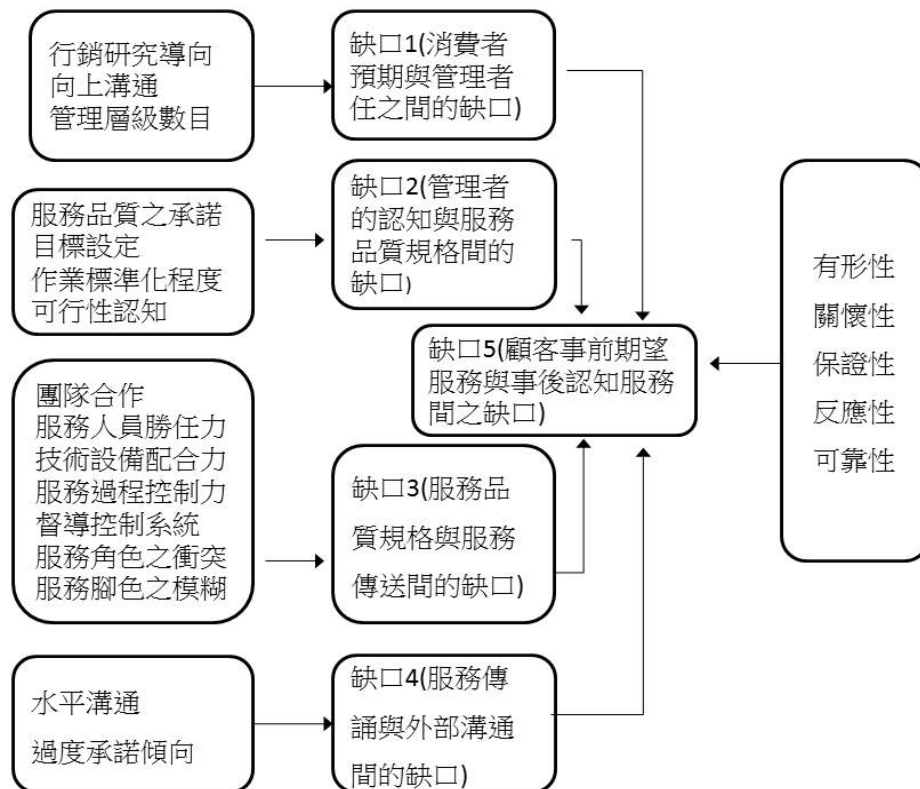 行銷研究導向
向上溝通
管理層級數目
缺口1(消費者
預期與管理者
任之間的缺口)
服務品質之承諾
目標設定
作業標準化程度
可行性認知
缺口2(管理者
的認知與服務
品質規格間的
缺口)
缺口5(顧客事前期望
服務與事後認知服務
間之缺口)
有形性
關懷性
保證性
反應性
可靠性
團隊合作
服務人員勝任力
技術設備配合力
服務過程控制力
督導控制系統
服務角色之衝突
服務腳色之模糊
缺口3(服務品
質規格與服務
傳送間的缺口)
水平溝通
過度承諾傾向
缺口4(服務傳
誦與外部溝通
間的缺口)